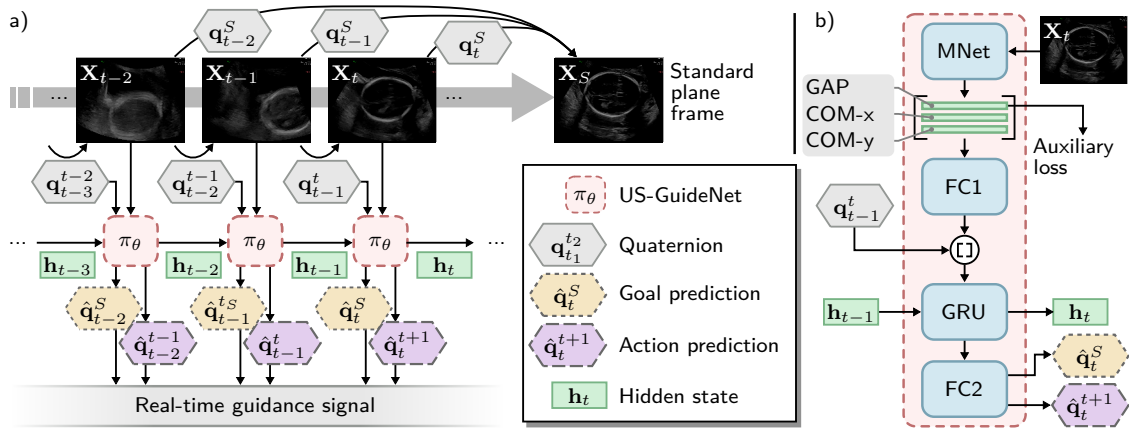 a)
q^S_{t−2}
q^S_{t−1}
q^S_t
X_{t−2}
X_{t−1}
X_t
X_S
...
...
Standard
plane
frame
q^{t−2}_{t−3}
q^{t−1}_{t−2}
q^t_{t−1}
...
π_θ
π_θ
π_θ
...
h_{t−3}
h_{t−2}
h_{t−1}
h_t
q̂^S_{t−2}
q̂^{t_S}_{t−1}
q̂^S_t
q̂^{t−1}_{t−2}
q̂^t_{t−1}
q̂^{t+1}_t
Real-time guidance signal
π_θ US-GuideNet
q^{t_2}_{t_1} Quaternion
q̂^S_t Goal prediction
q̂^{t+1}_t Action prediction
h_t Hidden state
b)
MNet
X_t
GAP
COM-x
COM-y
Auxiliary
loss
FC1
q^t_{t−1}
[]
h_{t−1}
GRU
h_t
FC2
q̂^S_t
q̂^{t+1}_t